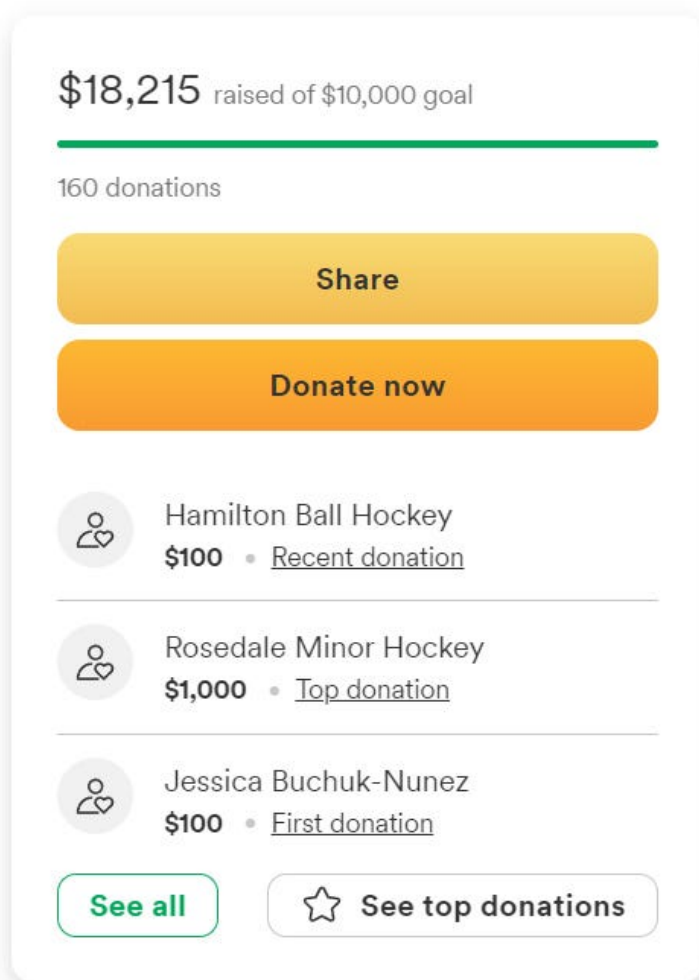 $18,215 raised of $10,000 goal
160 donations
Share
Donate now
Hamilton Ball Hockey
$100 • Recent donation
Rosedale Minor Hockey
$1,000 • Top donation
Jessica Buchuk-Nunez
$100 • First donation
See all
See top donations